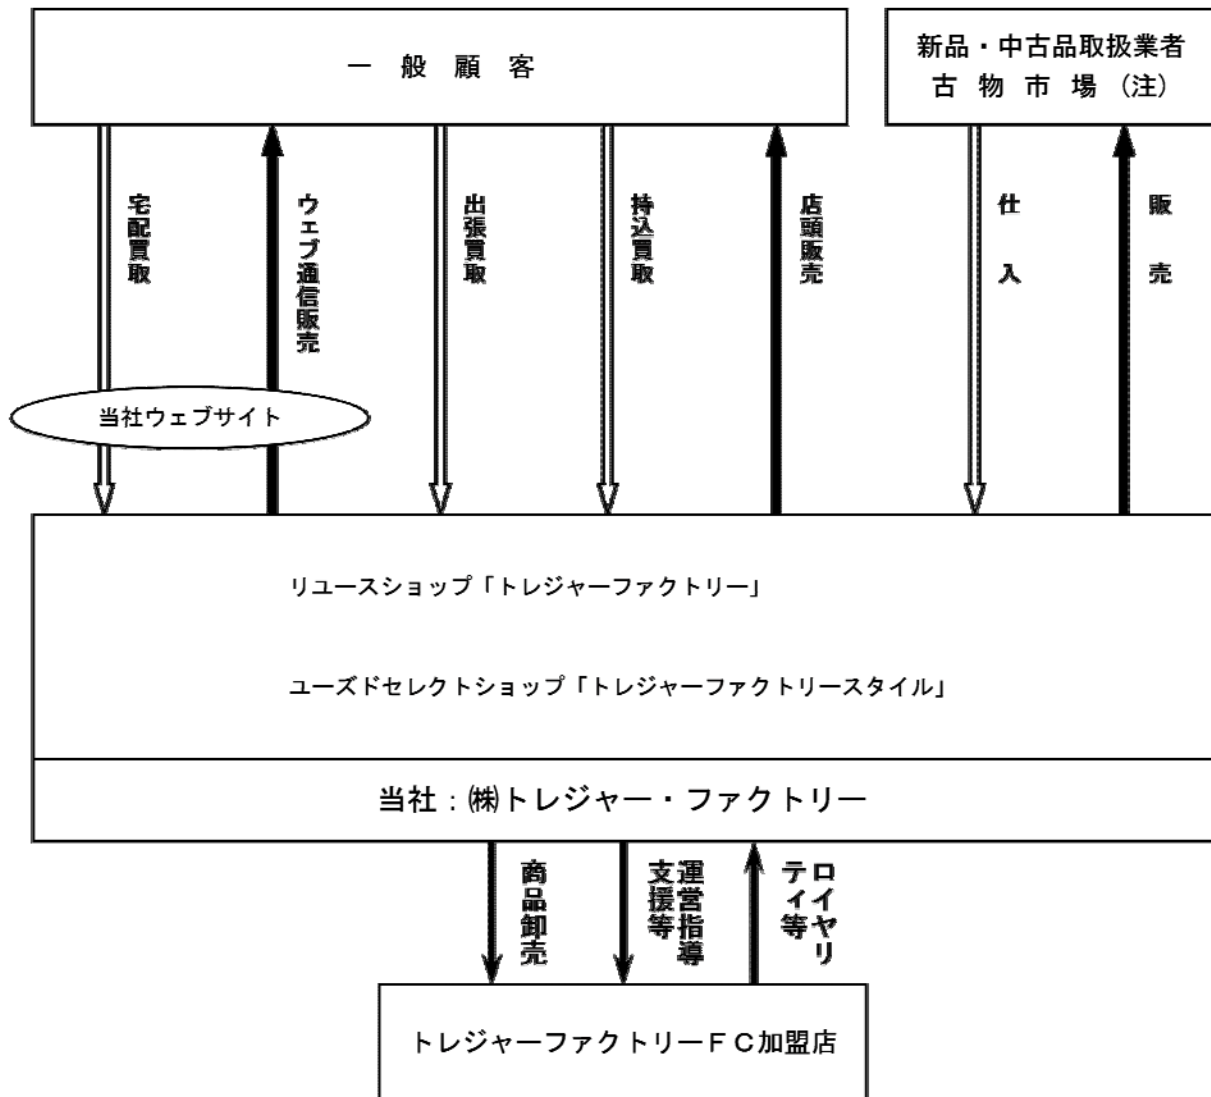 一般顧客
新品・中古品取扱業者
古物市場（注）
宅配買取
ウェブ通信販売
出張買取
持込買取
店頭販売
仕入
販売
当社ウェブサイト
リユースショップ「トレジャーファクトリー」
ユーズドセレクトショップ「トレジャーファクトリースタイル」
当社：㈱トレジャー・ファクトリー
商品卸売
運営指導
支援等
ロイヤリ
ティ等
トレジャーファクトリーＦＣ加盟店